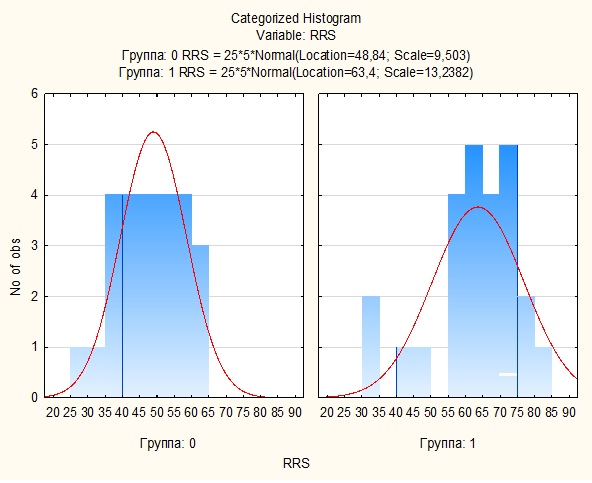 Categorized Histogram
Variable: RRS
Группа: 0 RRS = 25*5*Normal(Location=48,84; Scale=9,503)
Группа: 1 RRS = 25*5*Normal(Location=63,4; Scale=13,2382)
6
5
4
3
2
1
0
No of obs
20 25 30 35 40 45 50 55 60 65 70 75 80 85 90
20 25 30 35 40 45 50 55 60 65 70 75 80 85 90
Группа: 0
Группа: 1
RRS